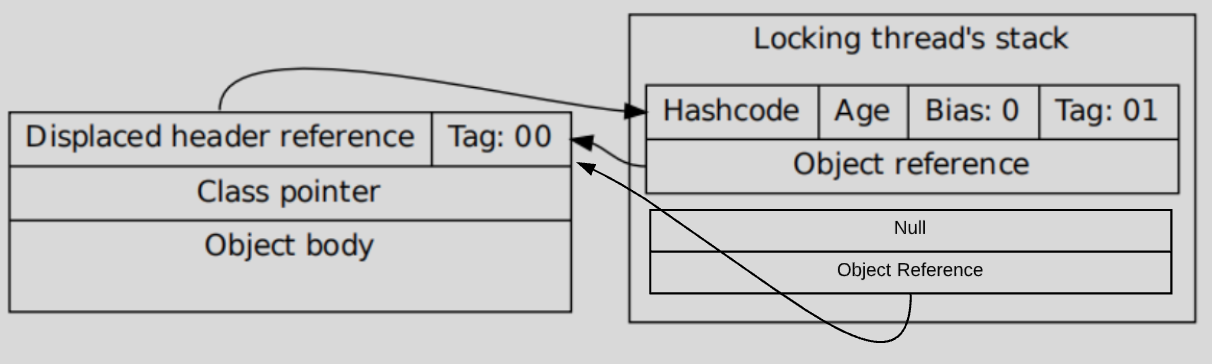 Locking thread's stack
Hashcode Age Bias: 0 Tag: 01
Displaced header reference Tag: 00
Object reference
Class pointer
Null
Object body
Object Reference